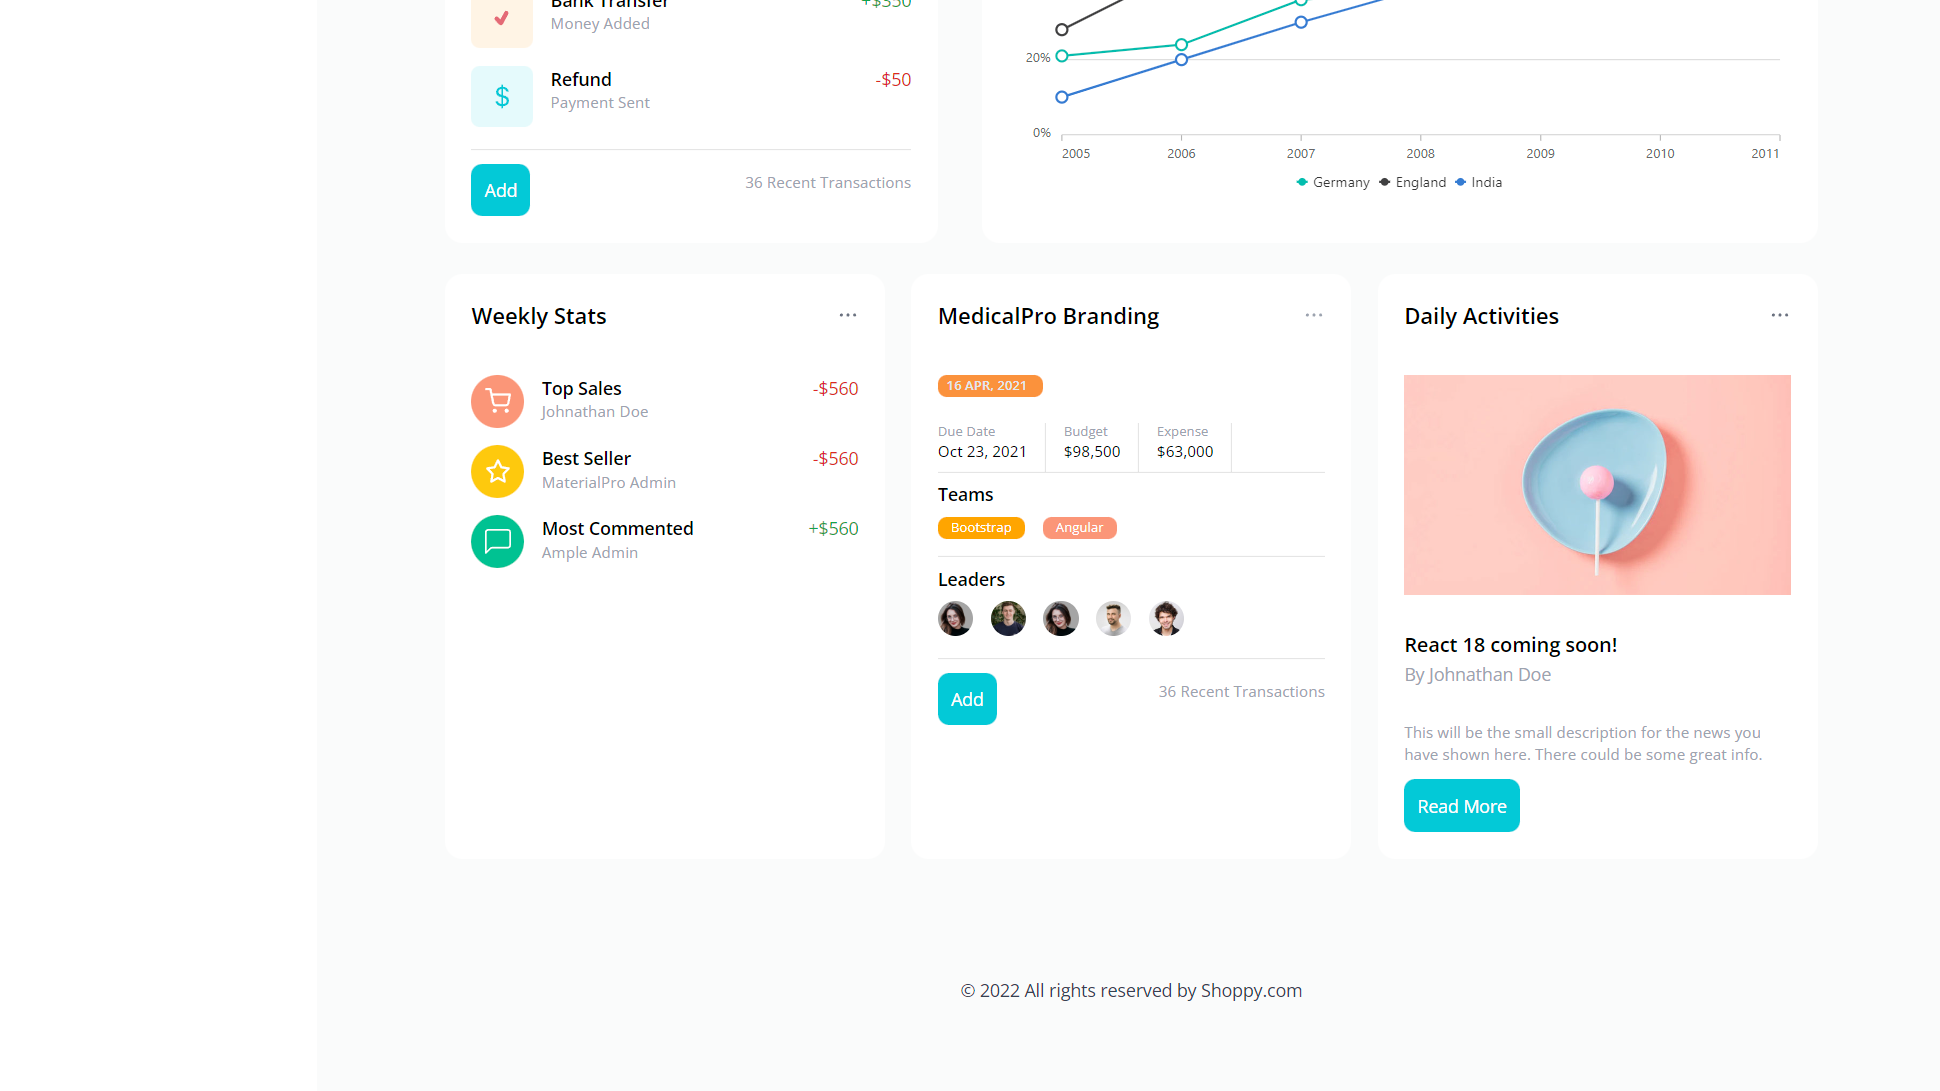 Bank Transfer +$350
Money Added
$
Refund -$50
Payment Sent
Add 36 Recent Transactions
20%
0%
2005 2006 2007 2008 2009 2010 2011
Germany England India
Weekly Stats ...
Top Sales -$560
Johnathan Doe
Best Seller -$560
MaterialPro Admin
Most Commented +$560
Ample Admin
MedicalPro Branding ...
16 APR, 2021
Due Date Budget Expense
Oct 23, 2021 $98,500 $63,000
Teams
Bootstrap Angular
Leaders
Add 36 Recent Transactions
Daily Activities ...
React 18 coming soon!
By Johnathan Doe
This will be the small description for the news you
have shown here. There could be some great info.
Read More
© 2022 All rights reserved by Shoppy.com